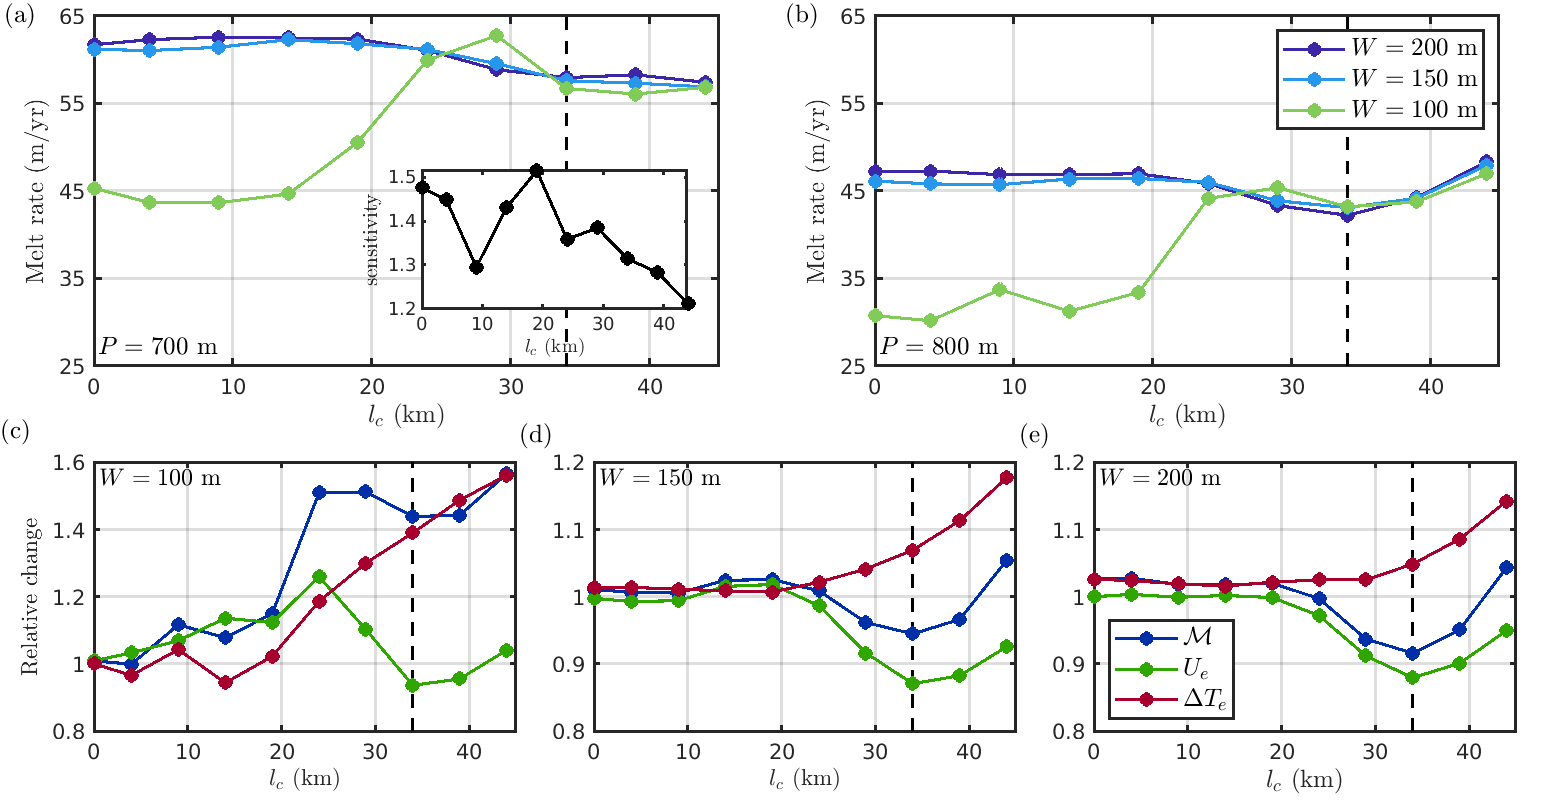 (a)
65
55
45
35
25
Melt rate (m/yr)
P = 700 m
0 10 20 30 40
l_c (km)
1.5
1.4
1.3
1.2
sensitivity
0 10 20 30 40
l_c (km)
(b)
65
55
45
35
25
Melt rate (m/yr)
W = 200 m
W = 150 m
W = 100 m
P = 800 m
0 10 20 30 40
l_c (km)
(c)
1.6
1.4
1.2
1
0.8
Relative change
W = 100 m
0 10 20 30 40
l_c (km)
(d)
1.2
1.1
1
0.9
0.8
W = 150 m
0 10 20 30 40
l_c (km)
(e)
1.2
1.1
1
0.9
0.8
W = 200 m
ℳ
U_e
ΔT_e
0 10 20 30 40
l_c (km)